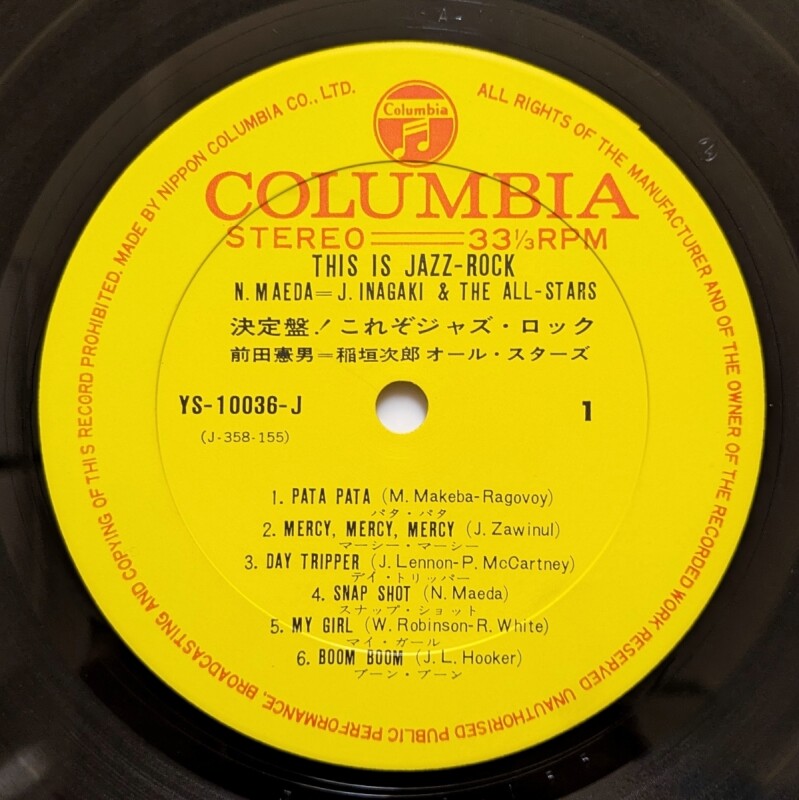 MADE BY NIPPON COLUMBIA CO., LTD.
ALL RIGHTS OF THE MANUFACTURER AND OF THE OWNER OF THE RECORDED WORK RESERVED UNAUTHORISED PUBLIC PERFORMANCE, BROADCASTING AND COPYING OF THIS RECORD PROHIBITED.
Columbia
COLUMBIA
STEREO 33⅓RPM
THIS IS JAZZ-ROCK
N. MAEDA=J. INAGAKI & THE ALL-STARS
決定盤!これぞジャズ・ロック
前田憲男=稲垣次郎オール・スターズ
YS-10036-J 1
(J-358-155)
1. PATA PATA (M. Makeba-Ragovoy)
パタ・パタ
2. MERCY, MERCY, MERCY (J. Zawinul)
マーシー・マーシー
3. DAY TRIPPER (J. Lennon-P. McCartney)
デイ・トリッパー
4. SNAP SHOT (N. Maeda)
スナップ・ショット
5. MY GIRL (W. Robinson-R. White)
マイ・ガール
6. BOOM BOOM (J. L. Hooker)
ブーン・ブーン